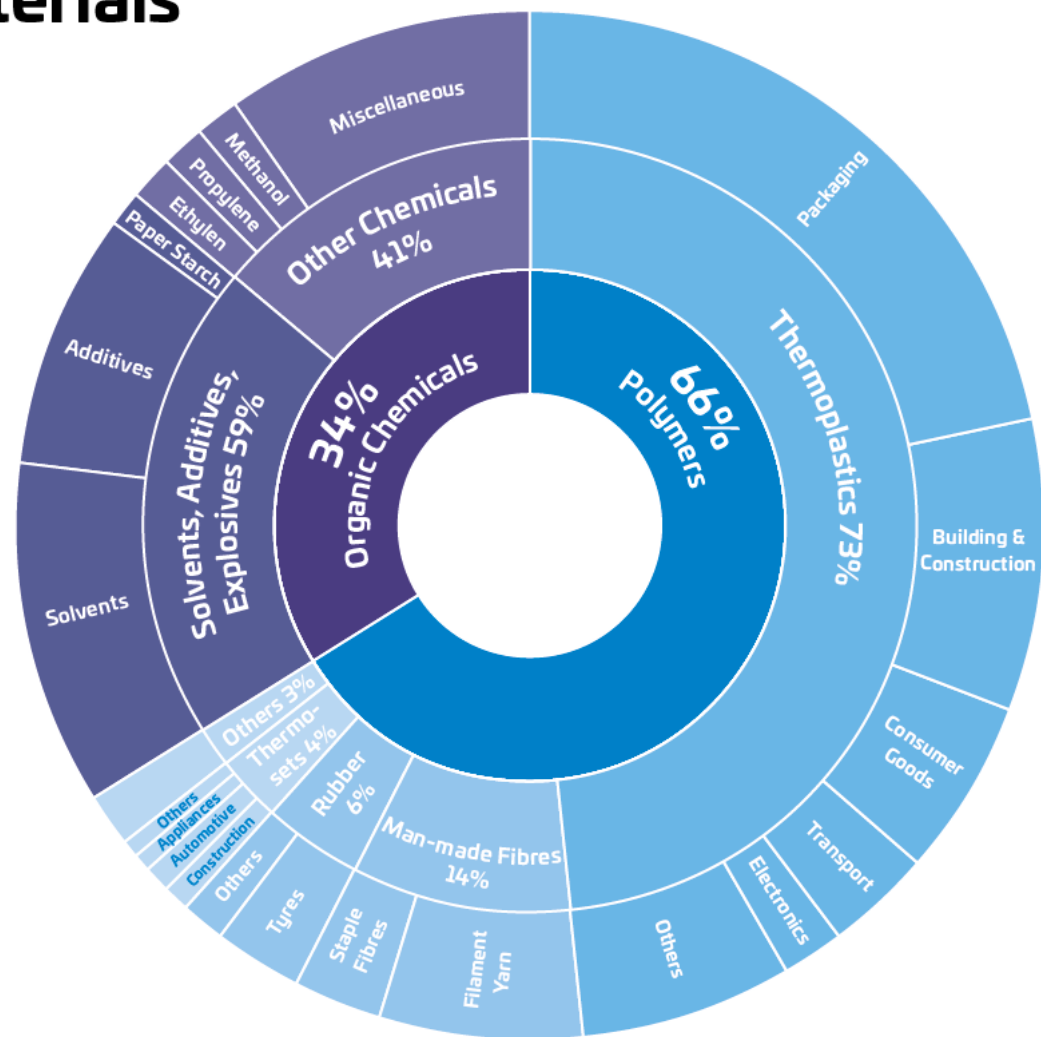 66%
Polymers
34%
Organic Chemicals
Thermoplastics 73%
Man-made Fibres
14%
Rubber
6%
Thermo-
sets 4%
Others 3%
Solvents, Additives,
Explosives 59%
Other Chemicals
41%
Packaging
Building &
Construction
Consumer
Goods
Transport
Electronics
Others
Filament
Yarn
Staple
Fibres
Tyres
Others
Construction
Automotive
Appliances
Others
Solvents
Additives
Paper Starch
Ethylen
Propylene
Methanol
Miscellaneous